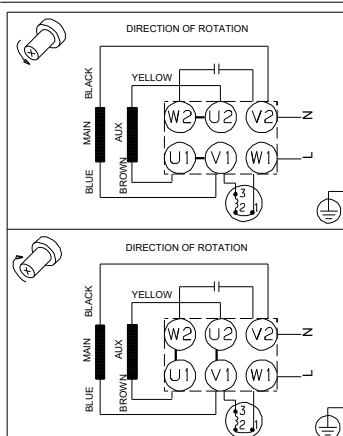 DIRECTION OF ROTATION
BLACK
YELLOW
MAIN
AUX
W2 U2 V2 N
U1 V1 W1 L
BLUE
BROWN
3
2 1
DIRECTION OF ROTATION
BLACK
YELLOW
MAIN
AUX
W2 U2 V2 N
U1 V1 W1 L
BLUE
BROWN
3
2 1